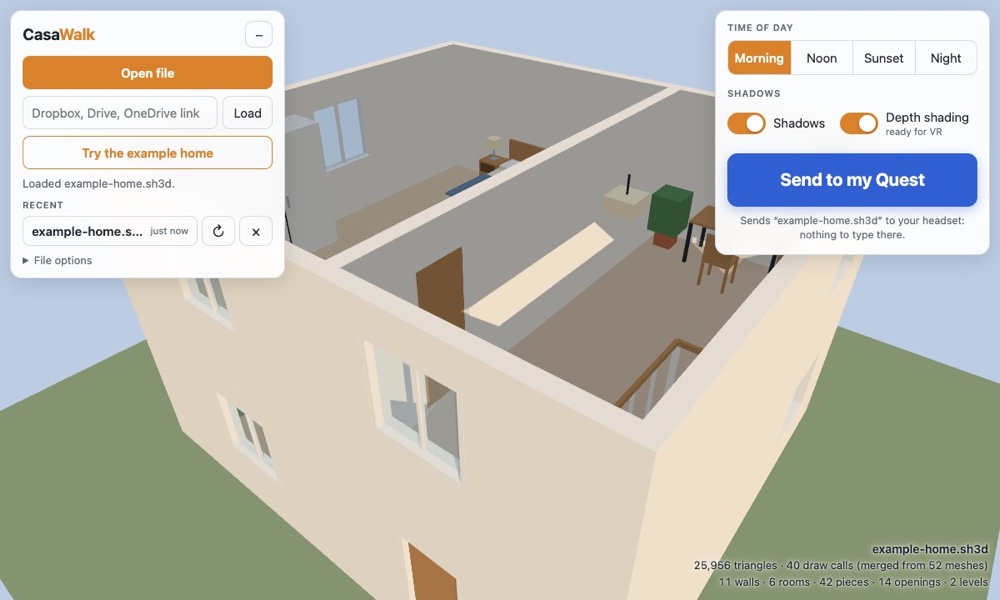 CasaWalk
–
Open file
Dropbox, Drive, OneDrive link
Load
Try the example home
Loaded example-home.sh3d.
RECENT
example-home.s... just now
File options
TIME OF DAY
Morning Noon Sunset Night
SHADOWS
Shadows
Depth shading
ready for VR
Send to my Quest
Sends “example-home.sh3d” to your headset:
nothing to type there.
example-home.sh3d
25,956 triangles · 40 draw calls (merged from 52 meshes)
11 walls · 6 rooms · 42 pieces · 14 openings · 2 levels